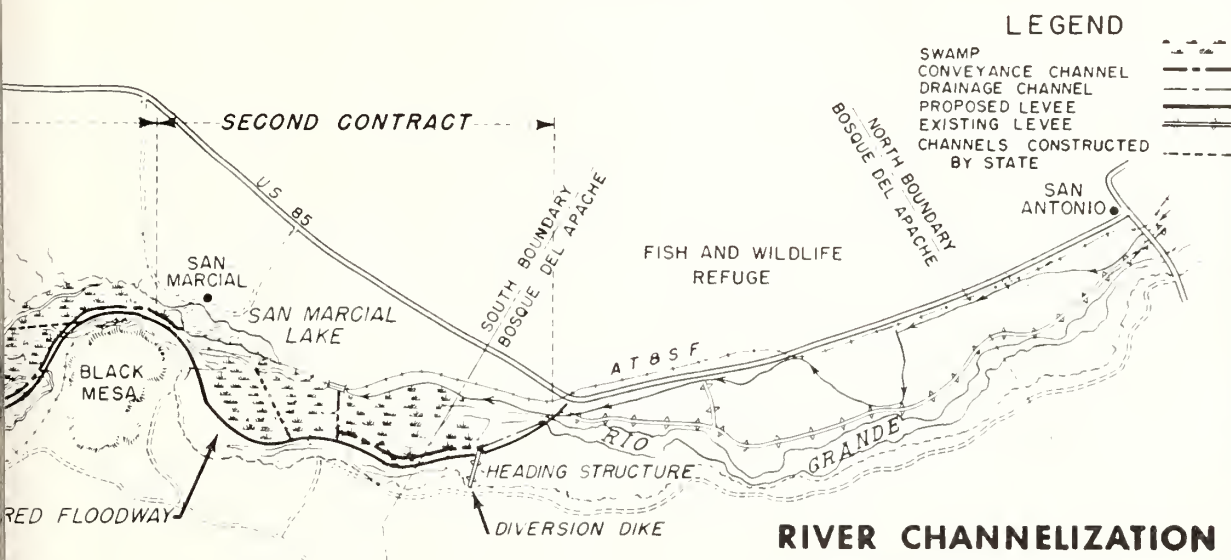 LEGEND
SWAMP
CONVEYANCE CHANNEL
DRAINAGE CHANNEL
PROPOSED LEVEE
EXISTING LEVEE
CHANNELS CONSTRUCTED
BY STATE
SECOND CONTRACT
US 85
SOUTH BOUNDARY
BOSQUE DEL APACHE
NORTH BOUNDARY
BOSQUE DEL APACHE
SAN
ANTONIO
FISH AND WILDLIFE
REFUGE
SAN
MARCIAL
SAN MARCIAL
LAKE
A T & S F
BLACK
MESA
RIO
GRANDE
HEADING STRUCTURE
RED FLOODWAY
DIVERSION DIKE
RIVER CHANNELIZATION